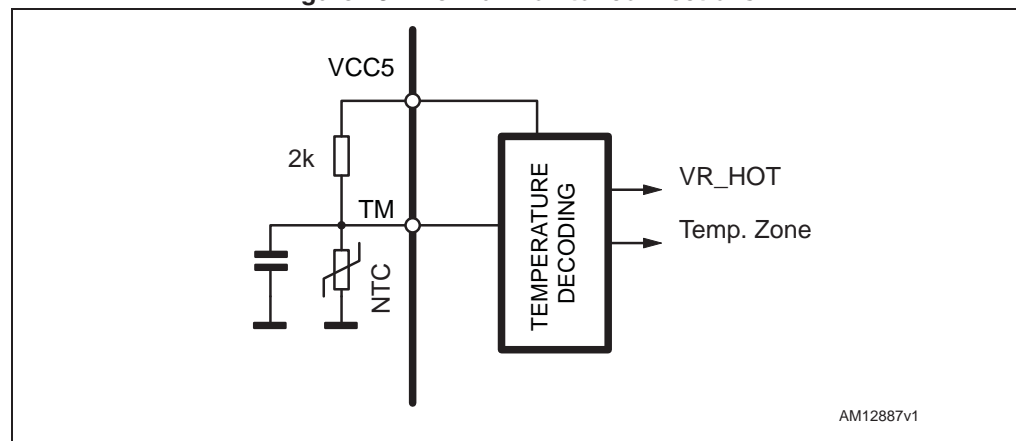 VCC5
2k
TM
NTC
TEMPERATURE
DECODING
VR_HOT
Temp. Zone
AM12887v1